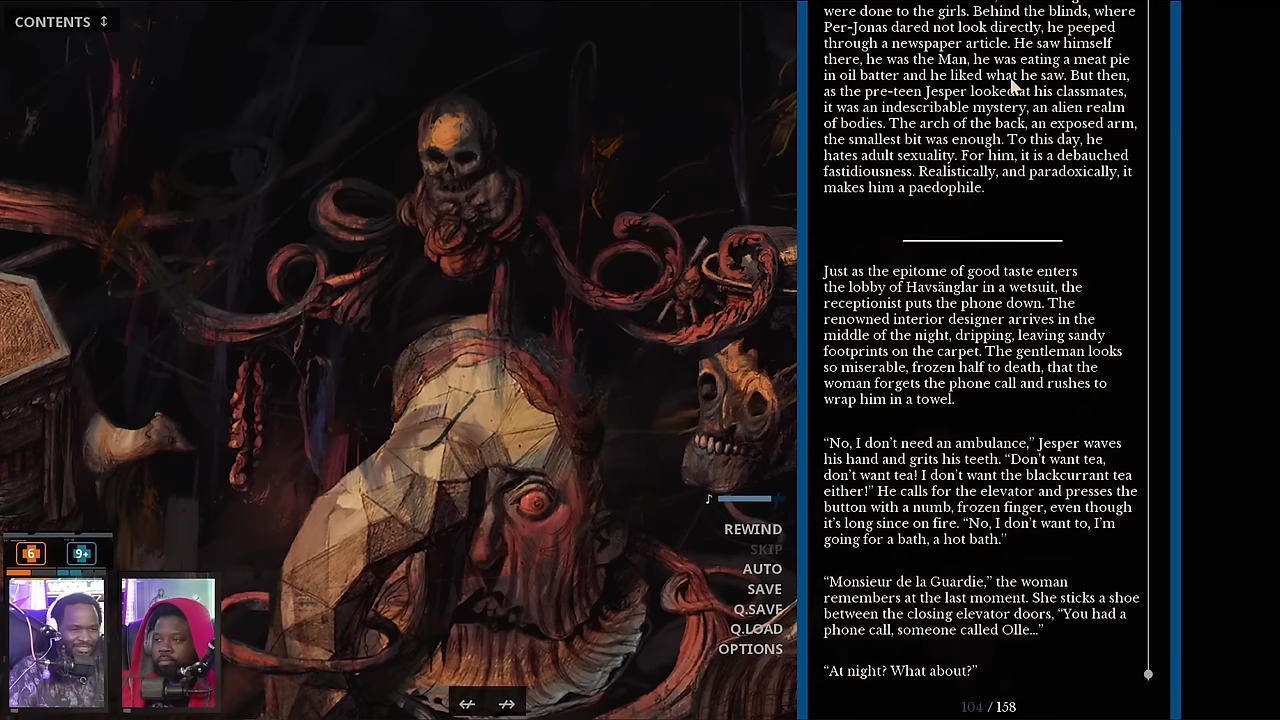 CONTENTS
were done to the girls. Behind the blinds, where
Per-Jonas dared not look directly, he peeped
through a newspaper article. He saw himself
there, he was the Man, he was eating a meat pie
in oil batter and he liked what he saw. But then,
as the pre-teen Jesper looked at his classmates,
it was an indescribable mystery, an alien realm
of bodies. The arch of the back, an exposed arm,
the smallest bit was enough. To this day, he
hates adult sexuality. For him, it is a debauched
fastidiousness. Realistically, and paradoxically, it
makes him a paedophile.
Just as the epitome of good taste enters
the lobby of Havsänglar in a wetsuit, the
receptionist puts the phone down. The
renowned interior designer arrives in the
middle of the night, dripping, leaving sandy
footprints on the carpet. The gentleman looks
so miserable, frozen half to death, that the
woman forgets the phone call and rushes to
wrap him in a towel.
“No, I don’t need an ambulance,” Jesper waves
his hand and grits his teeth. “Don’t want tea,
don’t want tea! I don’t want the blackcurrant tea
either!” He calls for the elevator and presses the
button with a numb, frozen finger, even though
it’s long since on fire. “No, I don’t want to, I’m
going for a bath, a hot bath.”
“Monsieur de la Guardie,” the woman
remembers at the last moment. She sticks a shoe
between the closing elevator doors, “You had a
phone call, someone called Olle...”
“At night? What about?”
104 / 158
REWIND
SKIP
AUTO
SAVE
Q.SAVE
Q.LOAD
OPTIONS
6
9+